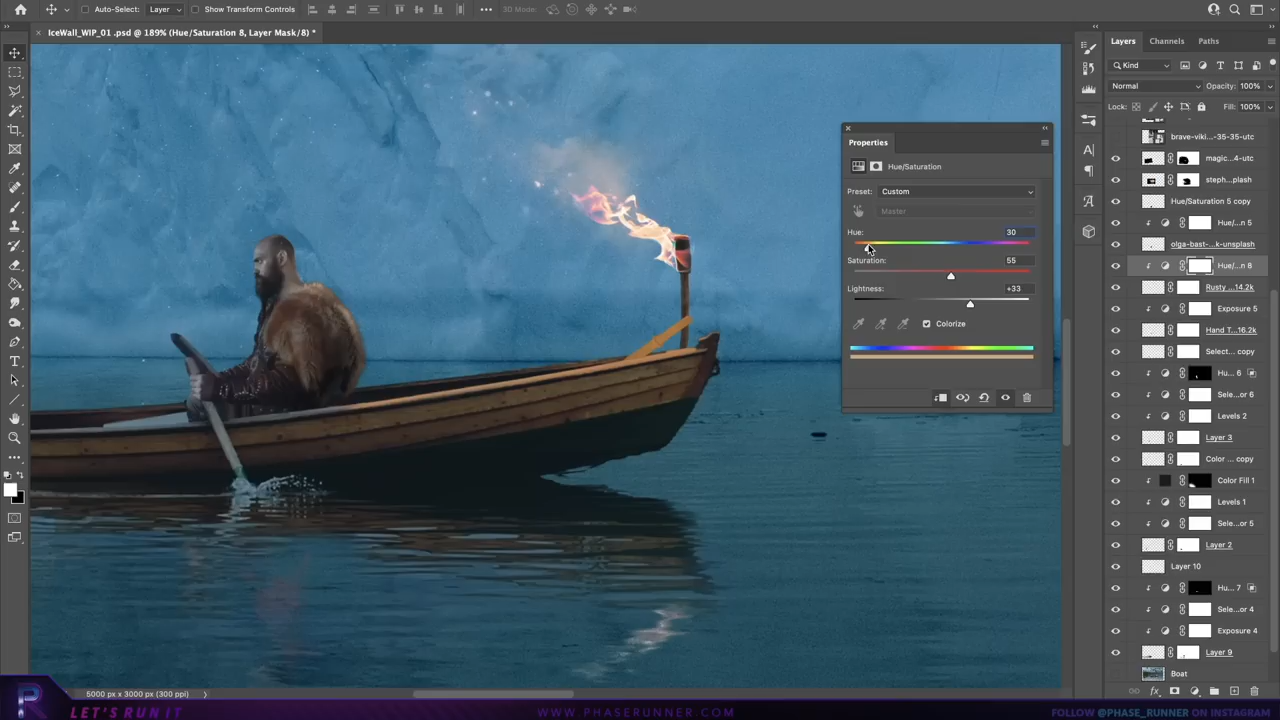 Auto-Select:
Layer
Show Transform Controls
3D Mode:
IceWall_WIP_01 .psd @ 189% (Hue/Saturation 8, Layer Mask/8) *
Properties
Hue/Saturation
Preset:
Custom
Master
Hue:
30
Saturation:
55
Lightness:
+33
Colorize
Layers
Channels
Paths
Kind
Normal
Opacity:
100%
Lock:
Fill:
100%
brave-viki...-35-35-utc
magic...4-utc
steph...plash
Hue/Saturation 5 copy
Hue/...n 5
olga-bast-...k-unsplash
Hue/...n 8
Rusty ...14.2k
Exposure 5
Hand T...16.2k
Select... copy
Hu... 6
Sele...or 6
Levels 2
Layer 3
Color ... copy
Color Fill 1
Levels 1
Sele...or 5
Layer 2
Layer 10
Hu... 7
Sele...or 4
Exposure 4
Layer 9
Boat
5000 px x 3000 px (300 ppi)
R
LET'S RUN IT
WWW.PHASERUNNER.COM
FOLLOW @PHASE_RUNNER ON INSTAGRAM